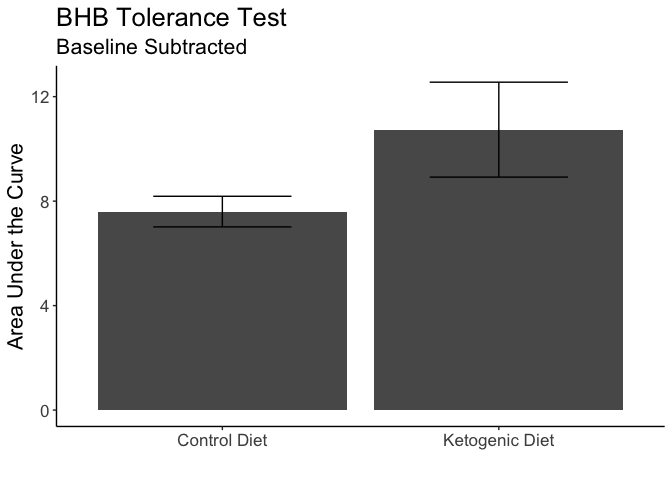 BHB Tolerance Test
Baseline Subtracted
Area Under the Curve
12
8
4
0
Control Diet
Ketogenic Diet